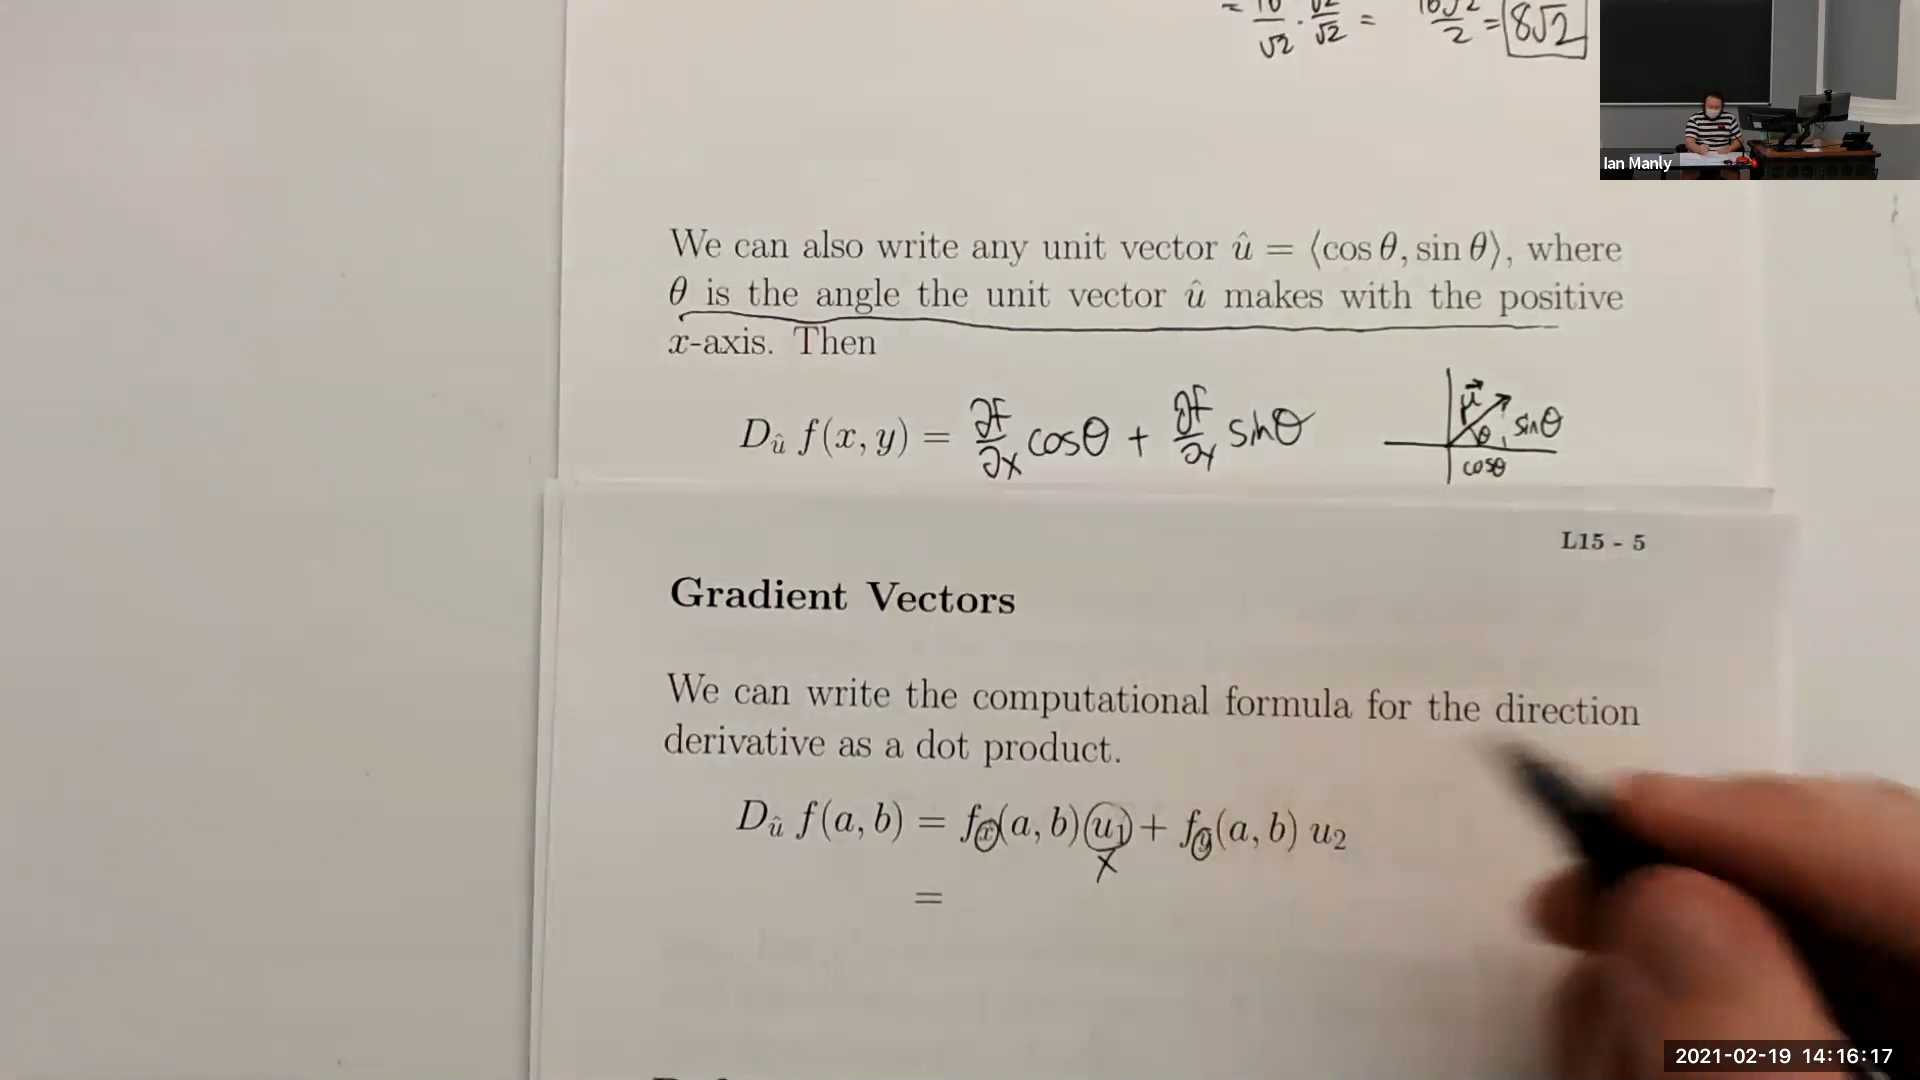 = 16/√2 · √2/√2 = 16√2/2 = 8√2
Ian Manly
We can also write any unit vector û = ⟨cos θ, sin θ⟩, where
θ is the angle the unit vector û makes with the positive
x-axis. Then
D_û f(x, y) = ∂f/∂x cosθ + ∂f/∂y sinθ
u⃗
θ
sinθ
cosθ
L15 - 5
Gradient Vectors
We can write the computational formula for the direction
derivative as a dot product.
D_û f(a, b) = f_x(a, b) u_1 + f_y(a, b) u_2
x
=
2021-02-19 14:16:17